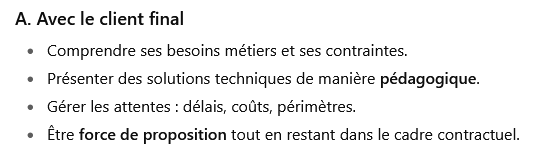 A. Avec le client final
• Comprendre ses besoins métiers et ses contraintes.
• Présenter des solutions techniques de manière pédagogique.
• Gérer les attentes : délais, coûts, périmètres.
• Être force de proposition tout en restant dans le cadre contractuel.